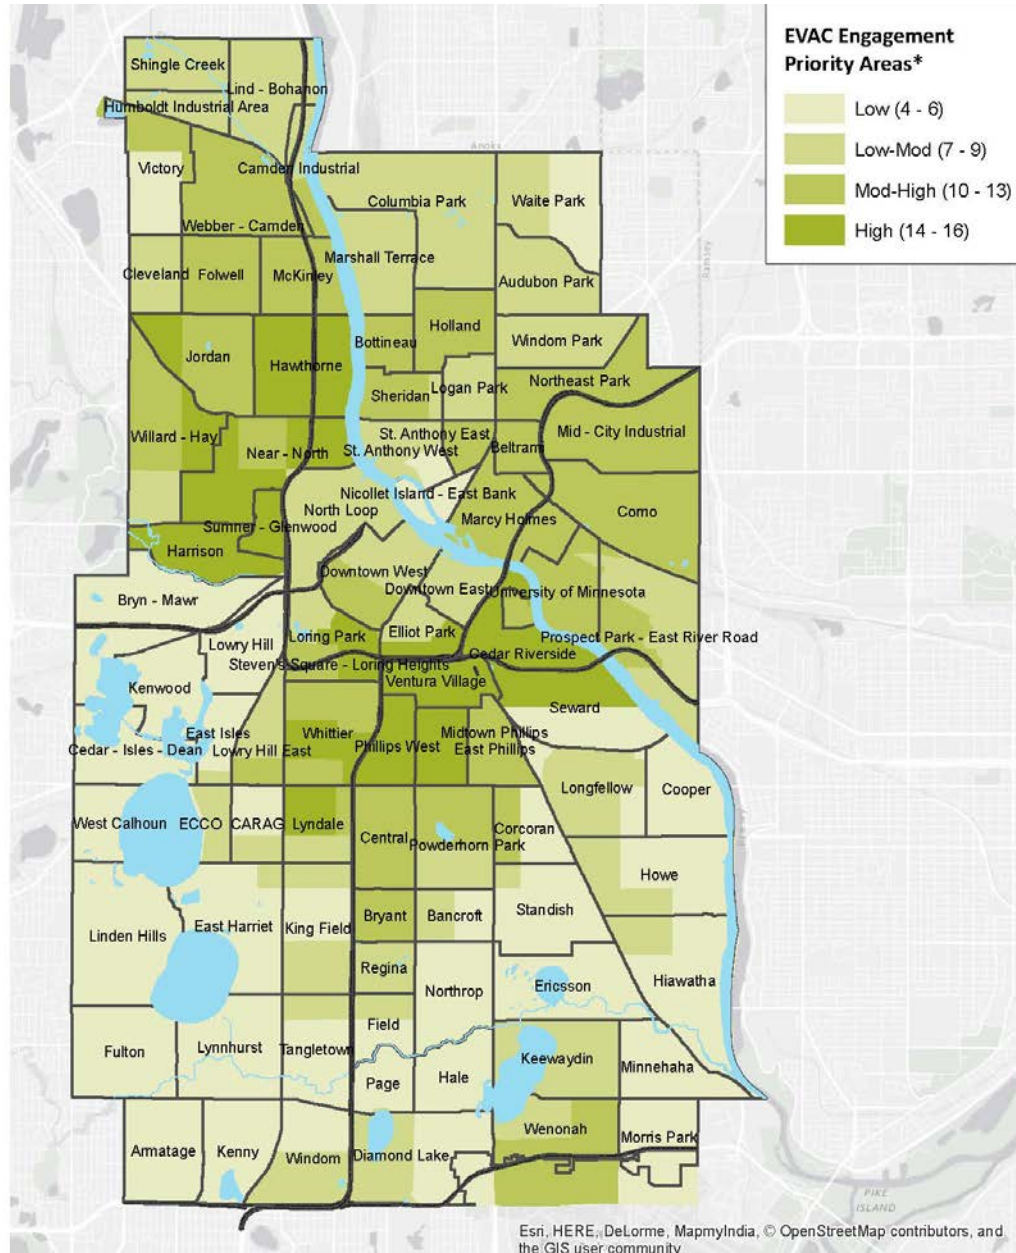 EVAC Engagement
Priority Areas*
Low (4 - 6)
Low-Mod (7 - 9)
Mod-High (10 - 13)
High (14 - 16)
Shingle Creek
Lind - Bohanon
Humboldt Industrial Area
Anoka
Victory
Camden Industrial
Columbia Park
Waite Park
Webber - Camden
Ramsey
Marshall Terrace
Cleveland
Folwell
McKinley
Audubon Park
Holland
Bottineau
Windom Park
Jordan
Hawthorne
Logan Park
Northeast Park
Sheridan
Willard - Hay
St. Anthony East
Mid - City Industrial
Near - North
St. Anthony West
Beltrami
Nicollet Island - East Bank
North Loop
Marcy Holmes
Como
Sumner - Glenwood
Harrison
Downtown West
Downtown East
University of Minnesota
Bryn - Mawr
Loring Park
Elliot Park
Prospect Park - East River Road
Lowry Hill
Steven's Square - Loring Heights
Cedar Riverside
Kenwood
Ventura Village
Seward
East Isles
Whittier
Midtown Phillips
Cedar - Isles - Dean
Lowry Hill East
Phillips West
East Phillips
Longfellow
Cooper
West Calhoun
ECCO
CARAG
Lyndale
Central
Powderhorn Park
Corcoran
Howe
Bryant
Bancroft
Standish
Linden Hills
East Harriet
King Field
Regina
Northrop
Ericsson
Hiawatha
Field
Fulton
Lynnhurst
Tangletown
Keewaydin
Minnehaha
Page
Hale
Wenonah
Morris Park
Armatage
Kenny
Windom
Diamond Lake
PIKE
ISLAND
Esri, HERE, DeLorme, MapmyIndia, © OpenStreetMap contributors, and
the GIS user community